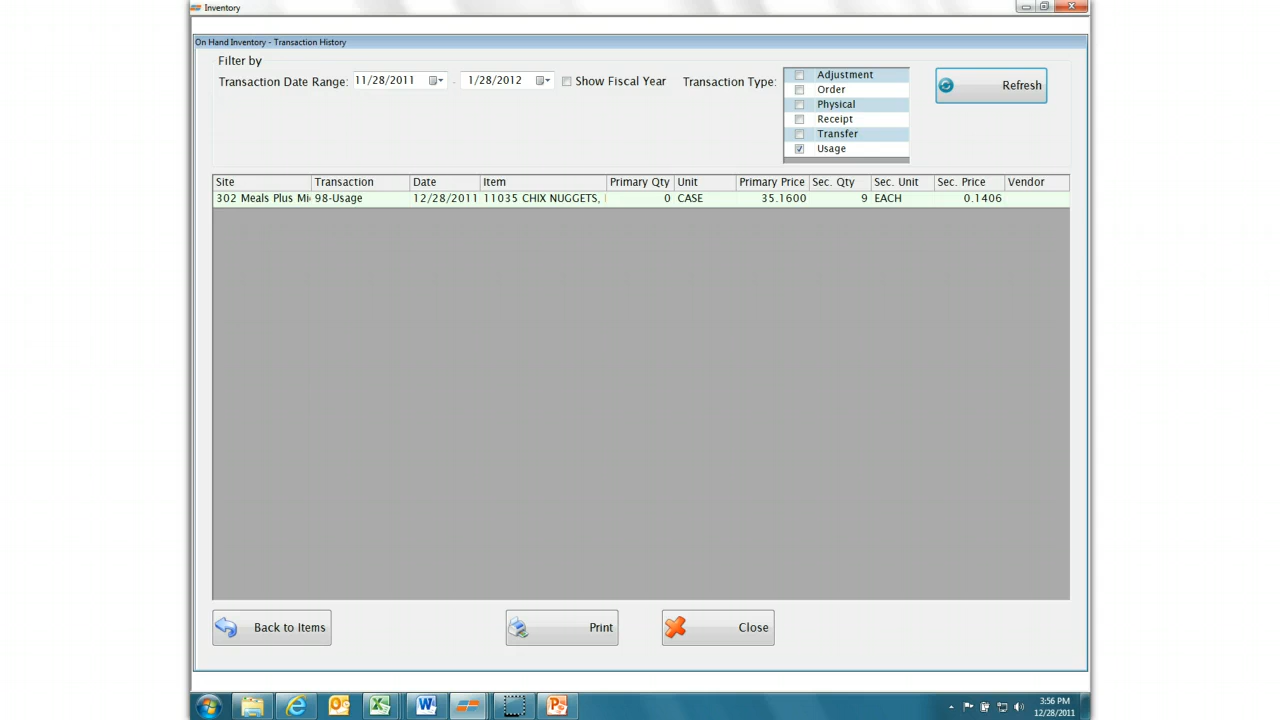 Inventory
On Hand Inventory - Transaction History
Filter by
Transaction Date Range: 11/28/2011 - 1/28/2012 Show Fiscal Year Transaction Type:
Adjustment
Order
Physical
Receipt
Transfer
Usage
Refresh
Site Transaction Date Item Primary Qty Unit Primary Price Sec. Qty Sec. Unit Sec. Price Vendor
302 Meals Plus Mi 98-Usage 12/28/2011 11035 CHIX NUGGETS, 0 CASE 35.1600 9 EACH 0.1406
Back to Items Print Close
3:56 PM
12/28/2011